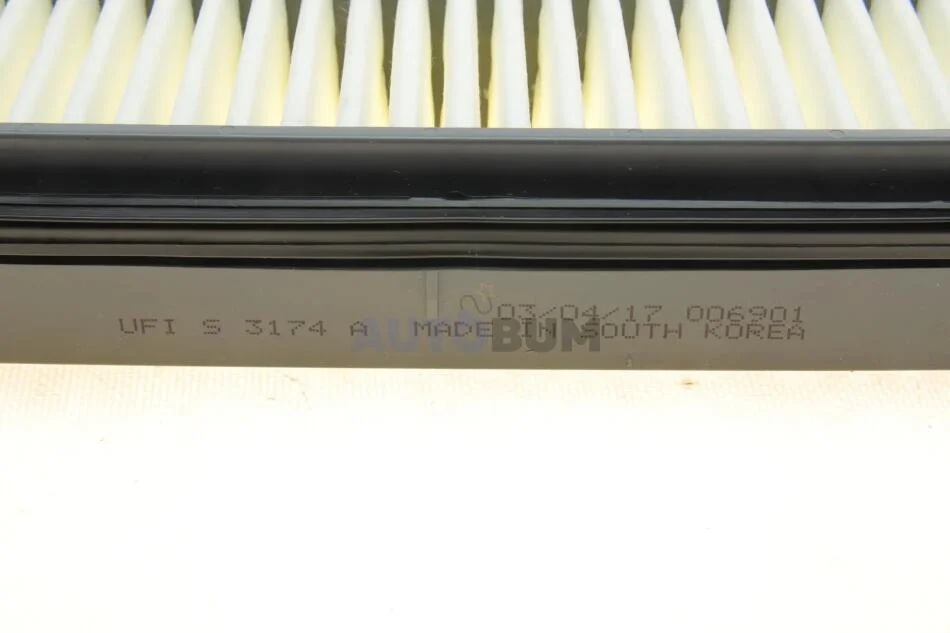 03/04/17 006901
UFI S 3174 A MADE IN SOUTH KOREA
AUTOBUM